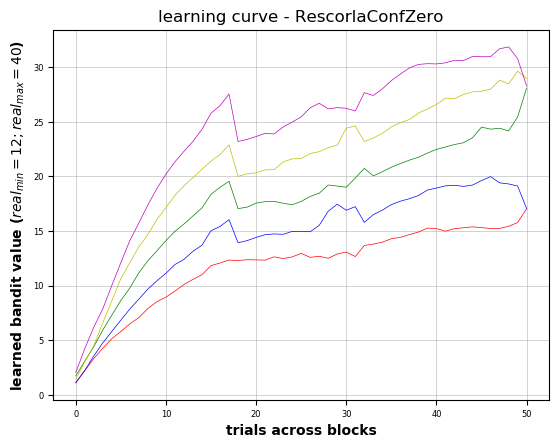 learning curve - RescorlaConfZero
learned bandit value (real_min = 12; real_max = 40)
30
25
20
15
10
5
0
0 10 20 30 40 50
trials across blocks